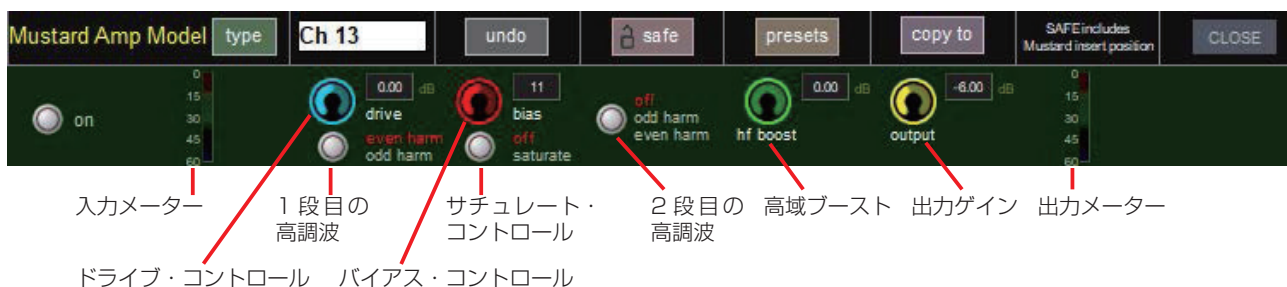 Mustard Amp Model type Ch 13 undo safe presets copy to SAFE includes CLOSE
Mustard insert position
0 0.00 dB 11 0.00 dB -6.00 dB 0
15 drive bias off 15
on 30 odd harm 30
45 even harm off even harm hf boost output 45
60 odd harm saturate 60
入力メーター 1段目の サチュレート・ 2段目の 高域ブースト 出力ゲイン 出力メーター
高調波 コントロール 高調波
ドライブ・コントロール バイアス・コントロール